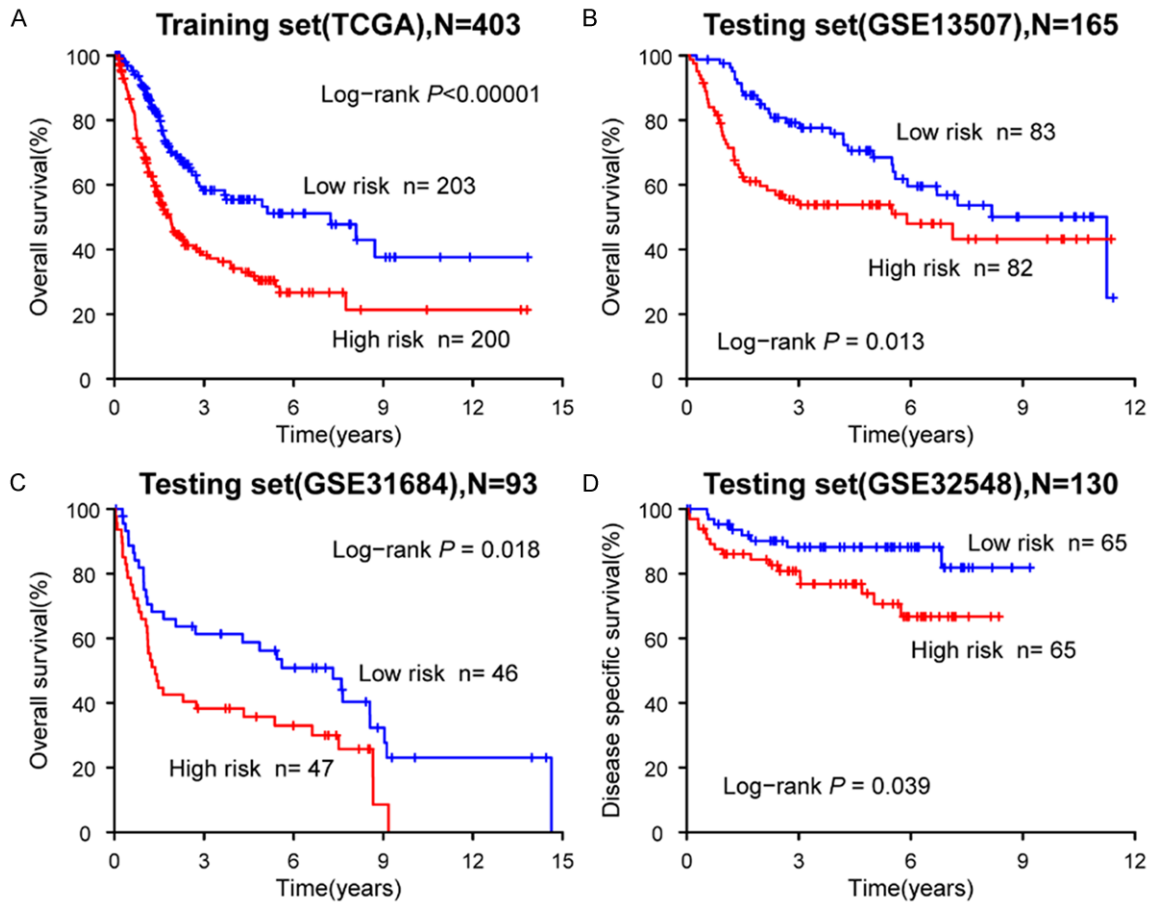 A
Training set(TCGA),N=403
Overall survival(%)
100
80
60
40
20
0
Log−rank P<0.00001
Low risk n= 203
High risk n= 200
0 3 6 9 12 15
Time(years)
B
Testing set(GSE13507),N=165
Overall survival(%)
100
80
60
40
20
0
Low risk n= 83
High risk n= 82
Log−rank P = 0.013
0 3 6 9 12
Time(years)
C
Testing set(GSE31684),N=93
Overall survival(%)
100
80
60
40
20
0
Log−rank P = 0.018
Low risk n= 46
High risk n= 47
0 3 6 9 12 15
Time(years)
D
Testing set(GSE32548),N=130
Disease specific survival(%)
100
80
60
40
20
0
Low risk n= 65
High risk n= 65
Log−rank P = 0.039
0 3 6 9 12
Time(years)